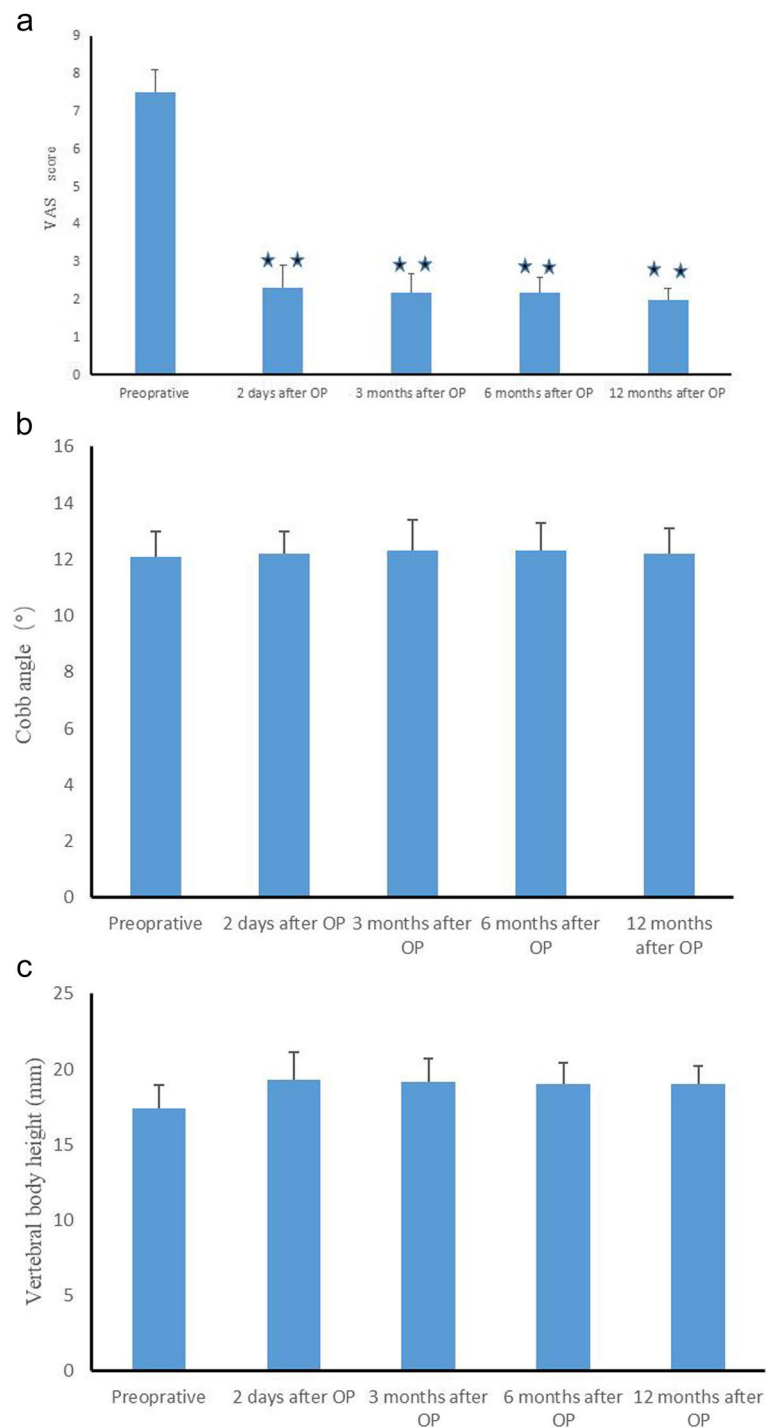 a
9
8
7
6
5
4
3
2
1
0
VAS score
Preoprative 2 days after OP 3 months after OP 6 months after OP 12 months after OP
b
16
14
12
10
8
6
4
2
0
Cobb angle (°)
Preoprative 2 days after OP 3 months after 6 months after 12 months
OP OP after OP
c
25
20
15
10
5
0
Vertebral body height (mm)
Preoprative 2 days after OP 3 months after 6 months after 12 months after
OP OP OP